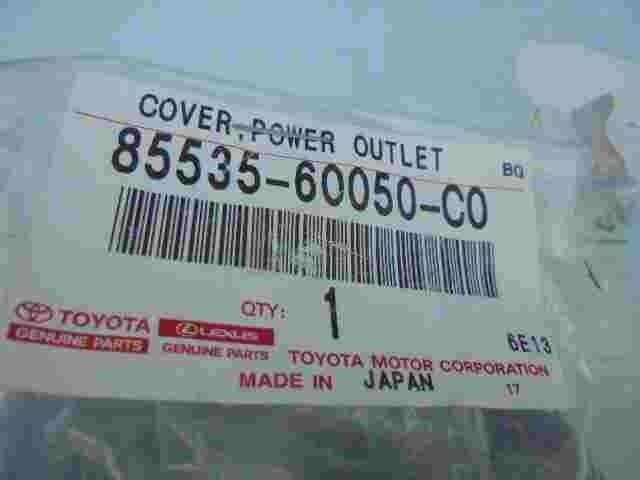 COVER, POWER OUTLET
BQ
85535-60050-C0
QTY: 1
6E13
TOYOTA
GENUINE PARTS
LEXUS
GENUINE PARTS
TOYOTA MOTOR CORPORATION
MADE IN JAPAN
17